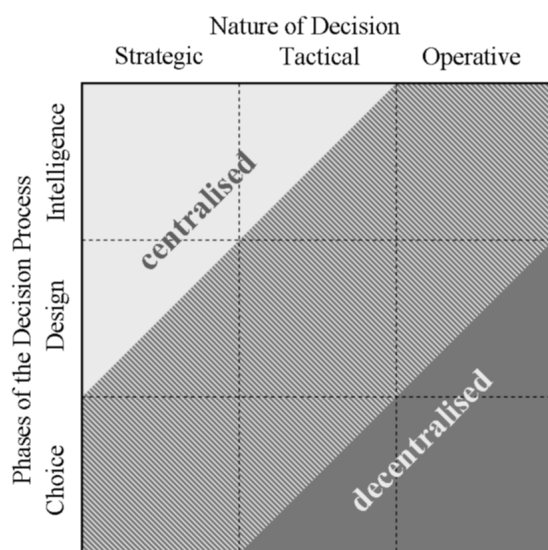 Nature of Decision
Strategic Tactical Operative
Phases of the Decision Process
Intelligence
Design
Choice
centralised
decentralised